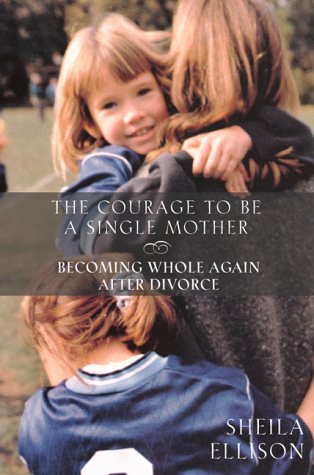 THE COURAGE TO BE
A SINGLE MOTHER
BECOMING WHOLE AGAIN
AFTER DIVORCE
SHEILA
ELLISON